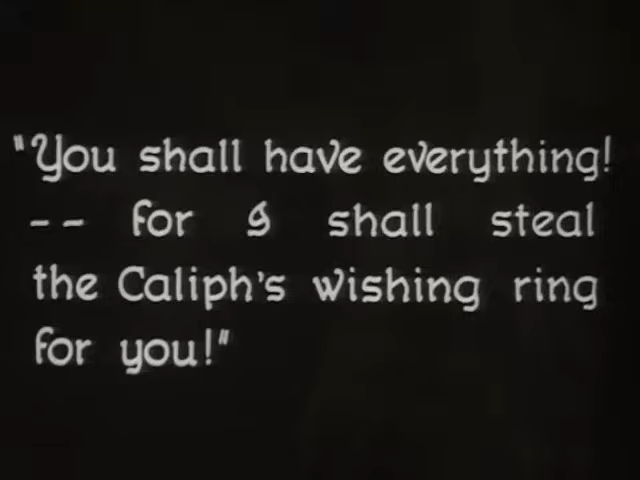 "You shall have everything!
-- for I shall steal
the Caliph's wishing ring
for you!"